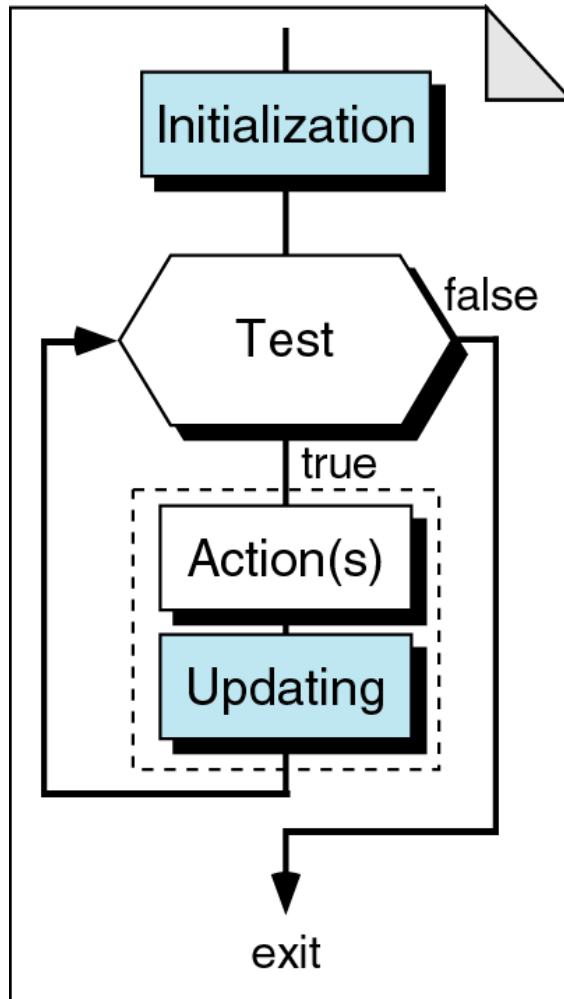 Initialization
false
Test
true
Action(s)
Updating
exit